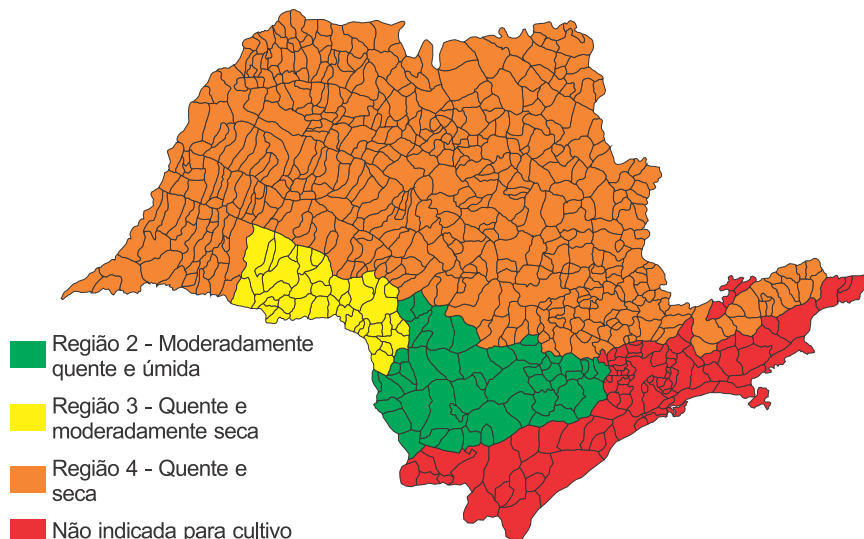 Região 2 - Moderadamente
quente e úmida
Região 3 - Quente e
moderadamente seca
Região 4 - Quente e
seca
Não indicada para cultivo